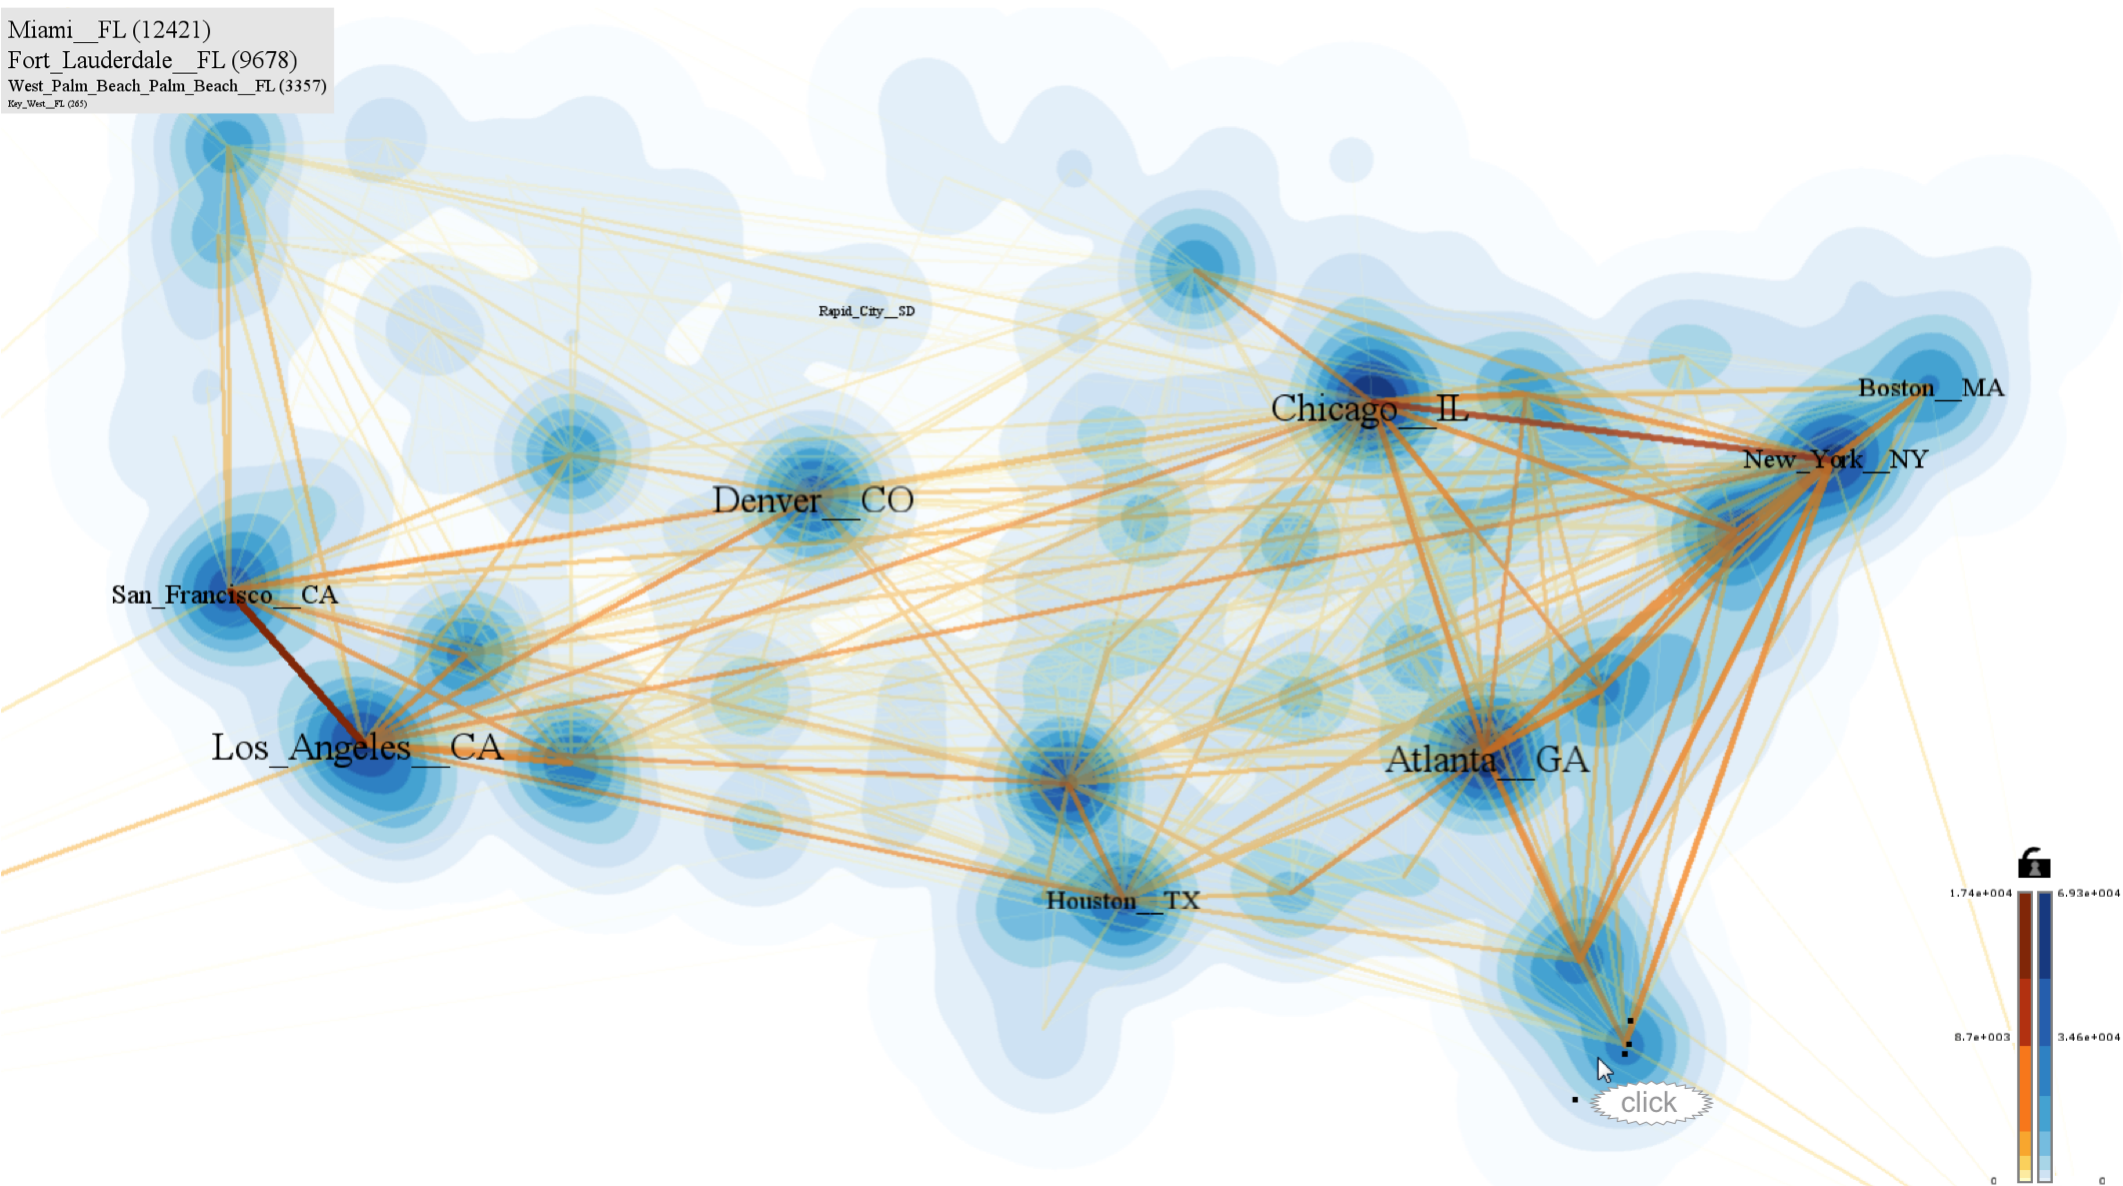 Miami__FL (12421)
Fort_Lauderdale__FL (9678)
West_Palm_Beach_Palm_Beach__FL (3357)
Key_West__FL (265)
Rapid_City__SD
Chicago__IL
Boston__MA
New_York__NY
Denver__CO
San_Francisco__CA
Los_Angeles__CA
Atlanta__GA
Houston__TX
1.74e+004 6.93e+004
8.7e+003 3.46e+004
click
0 0